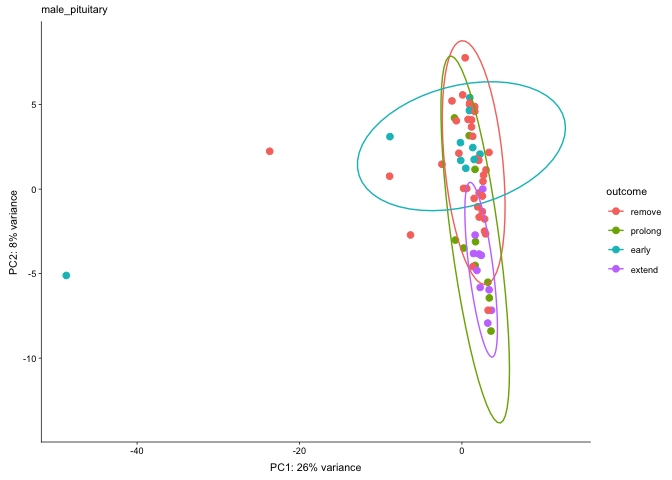 male_pituitary
5
0
-5
-10
PC2: 8% variance
-40
-20
0
PC1: 26% variance
outcome
remove
prolong
early
extend